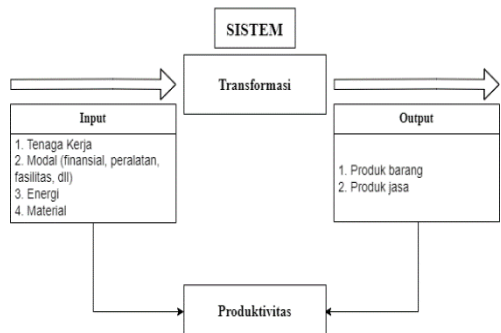 SISTEM
Transformasi
Input
1. Tenaga Kerja
2. Modal (finansial, peralatan,
fasilitas, dll)
3. Energi
4. Material
Output
1. Produk barang
2. Produk jasa
Produktivitas